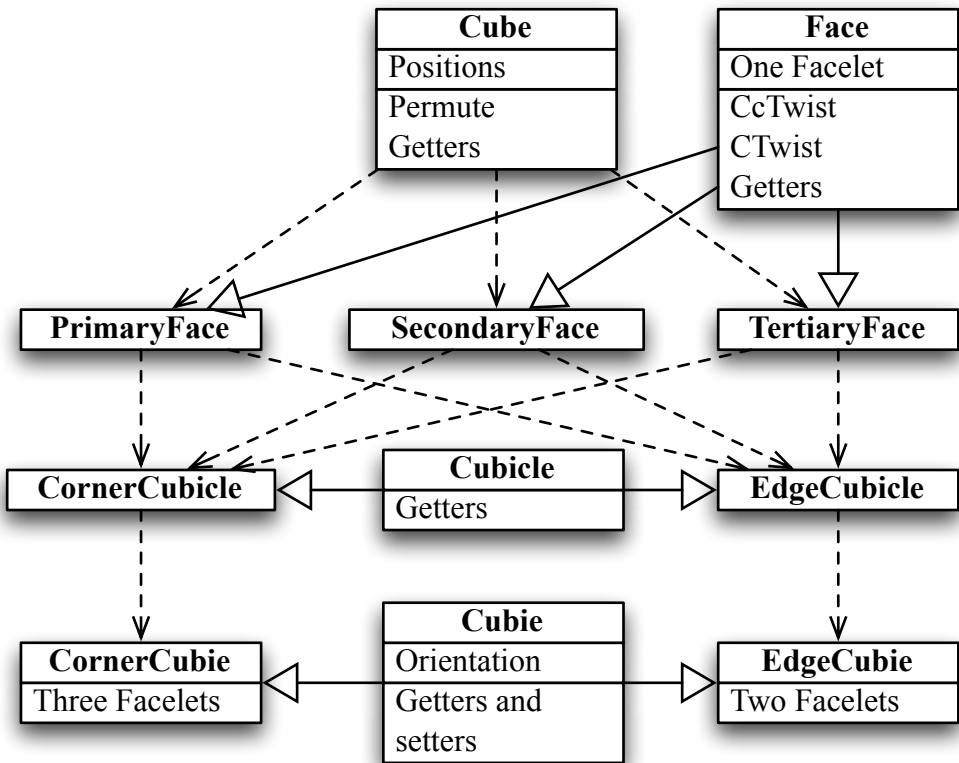 Cube
Positions
Permute
Getters
Face
One Facelet
CcTwist
CTwist
Getters
PrimaryFace
SecondaryFace
TertiaryFace
CornerCubicle
Cubicle
Getters
EdgeCubicle
CornerCubie
Three Facelets
Cubie
Orientation
Getters and
setters
EdgeCubie
Two Facelets